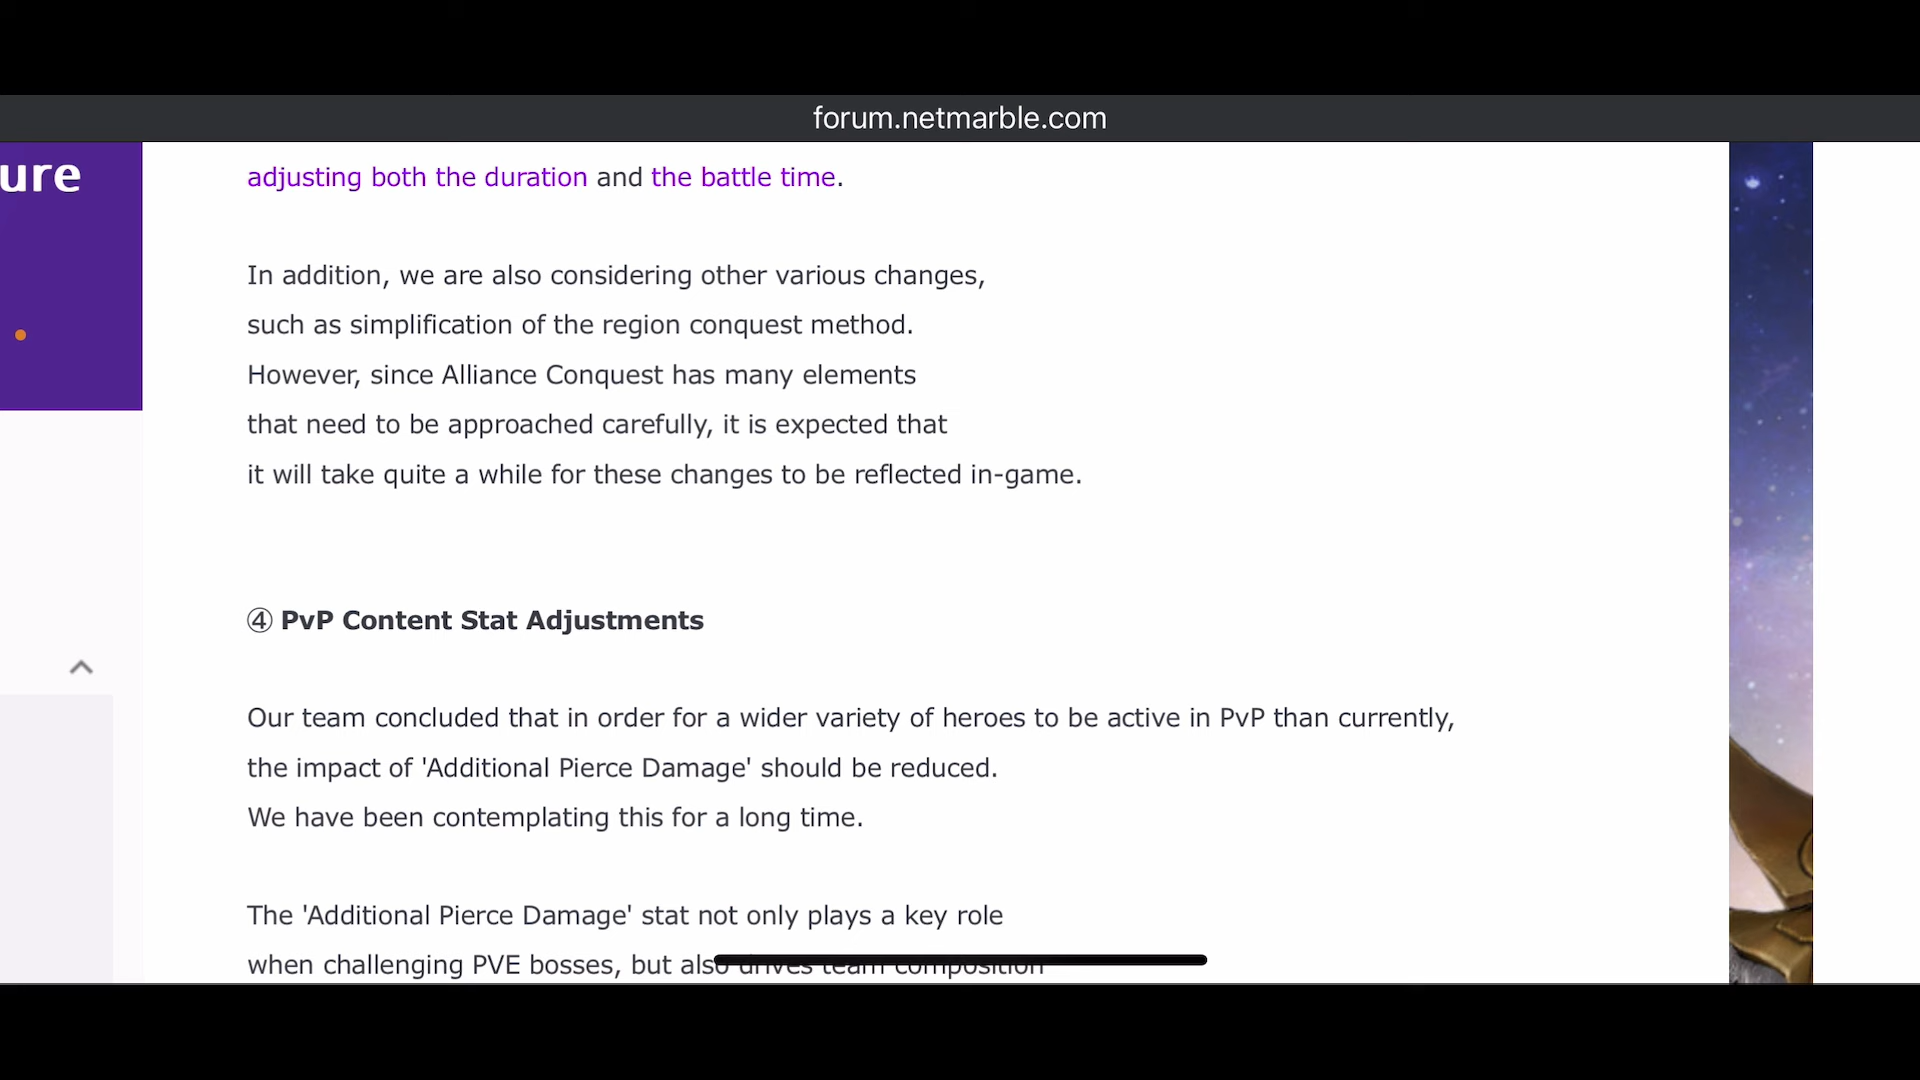 forum.netmarble.com
ure
adjusting both the duration and the battle time.
In addition, we are also considering other various changes,
such as simplification of the region conquest method.
However, since Alliance Conquest has many elements
that need to be approached carefully, it is expected that
it will take quite a while for these changes to be reflected in-game.
④ PvP Content Stat Adjustments
Our team concluded that in order for a wider variety of heroes to be active in PvP than currently,
the impact of 'Additional Pierce Damage' should be reduced.
We have been contemplating this for a long time.
The 'Additional Pierce Damage' stat not only plays a key role
when challenging PVE bosses, but also drives team composition